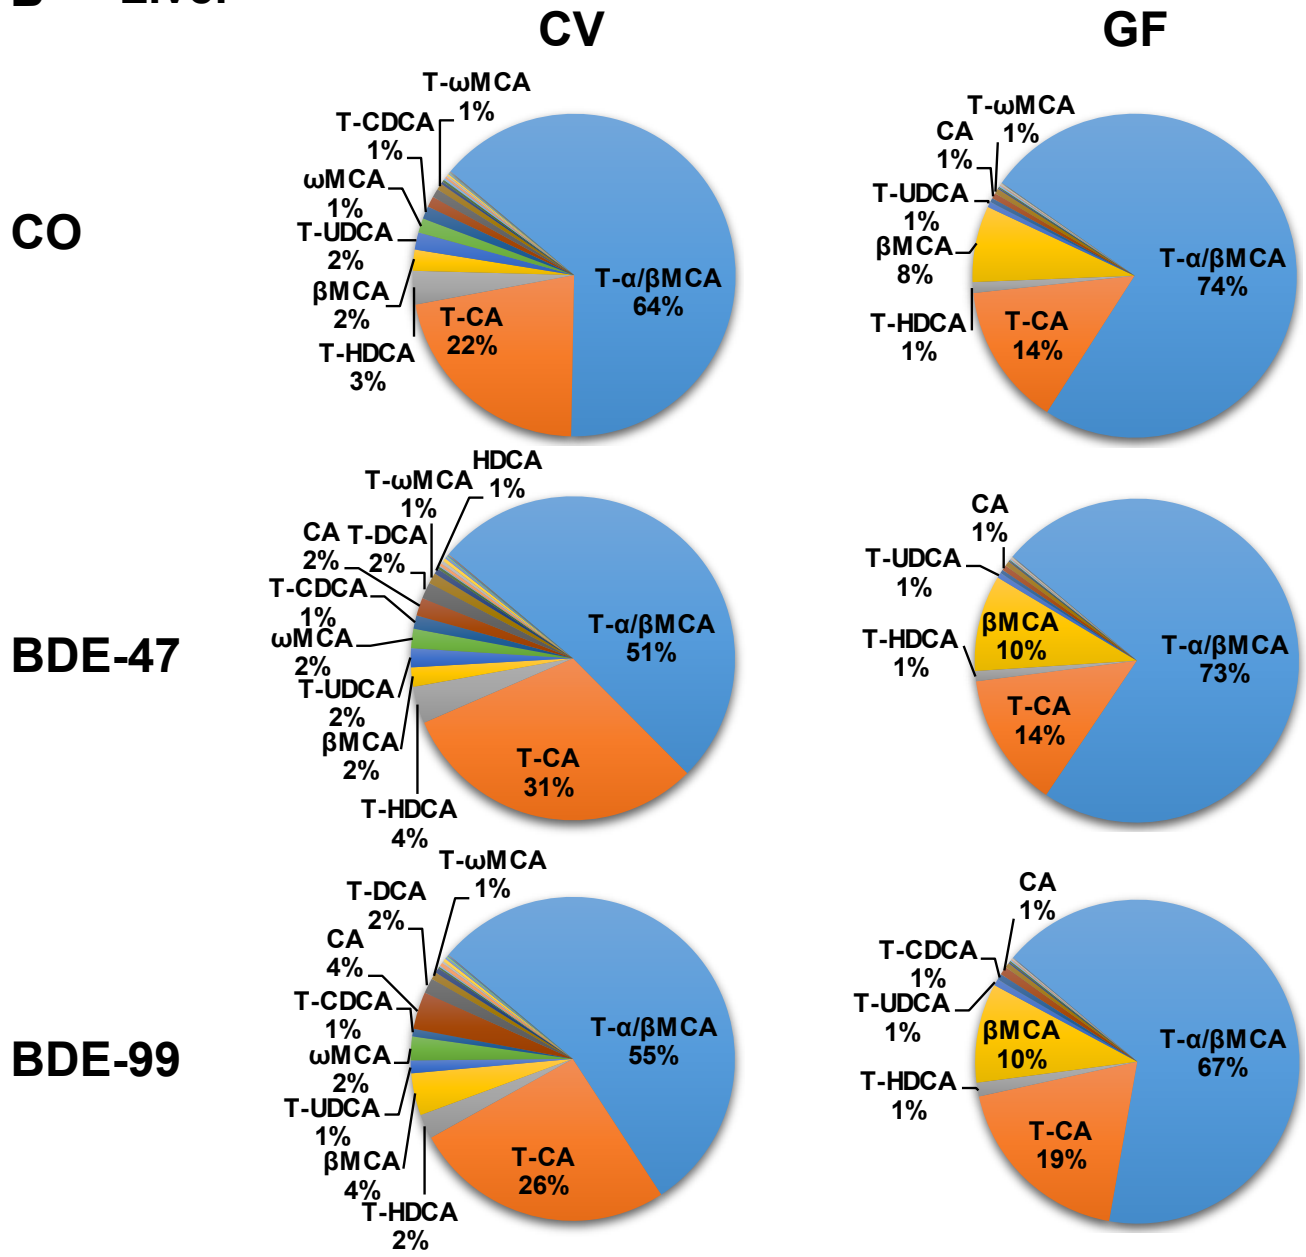 CV
GF
CO
T-ωMCA
1%
T-CDCA
1%
ωMCA
1%
T-UDCA
2%
βMCA
2%
T-HDCA
3%
T-CA
22%
T-α/βMCA
64%
T-ωMCA
1%
CA
1%
T-UDCA
1%
βMCA
8%
T-HDCA
1%
T-CA
14%
T-α/βMCA
74%
BDE-47
HDCA
1%
T-ωMCA
1%
CA
2%
T-DCA
2%
T-CDCA
1%
ωMCA
2%
T-UDCA
2%
βMCA
2%
T-HDCA
4%
T-CA
31%
T-α/βMCA
51%
CA
1%
T-UDCA
1%
βMCA
10%
T-HDCA
1%
T-CA
14%
T-α/βMCA
73%
BDE-99
T-ωMCA
1%
T-DCA
2%
CA
4%
T-CDCA
1%
ωMCA
2%
T-UDCA
1%
βMCA
4%
T-HDCA
2%
T-CA
26%
T-α/βMCA
55%
CA
1%
T-CDCA
1%
T-UDCA
1%
βMCA
10%
T-HDCA
1%
T-CA
19%
T-α/βMCA
67%